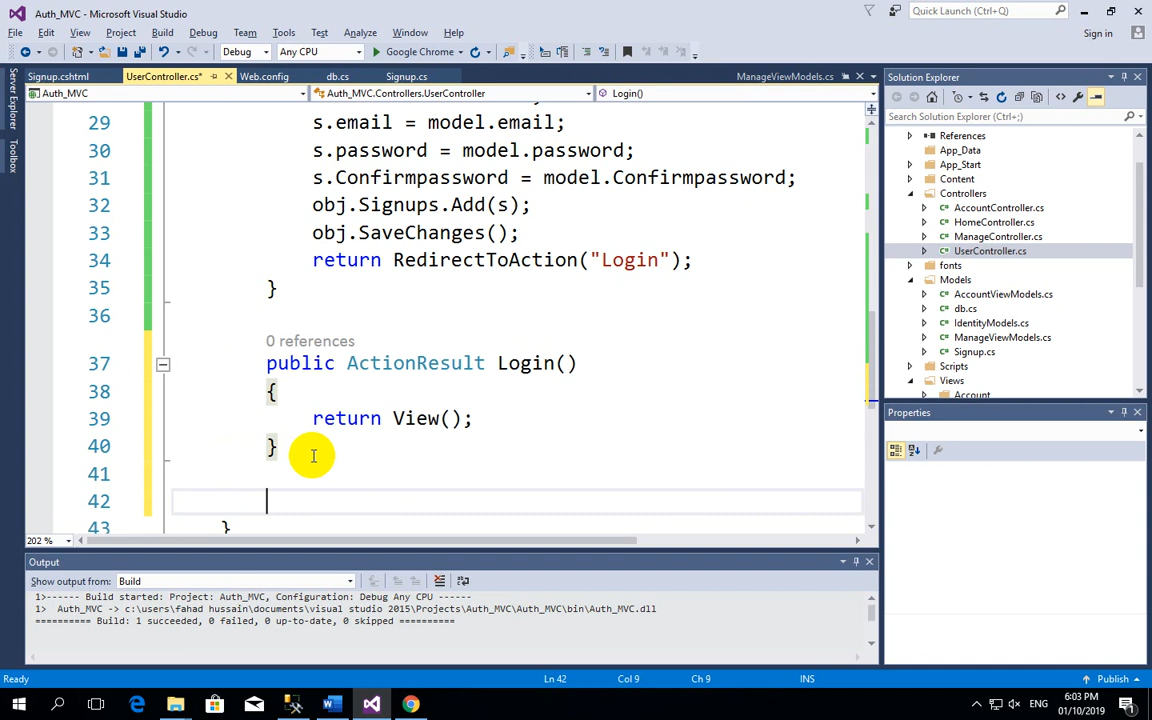 Auth_MVC - Microsoft Visual Studio
Quick Launch (Ctrl+Q)
File Edit View Project Build Debug Team Tools Test Analyze Window Help
Sign in
Debug Any CPU Google Chrome
Server Explorer
Toolbox
Signup.cshtml UserController.cs* Web.config db.cs Signup.cs ManageViewModels.cs
Auth_MVC Auth_MVC.Controllers.UserController Login()
29 s.email = model.email;
30 s.password = model.password;
31 s.Confirmpassword = model.Confirmpassword;
32 obj.Signups.Add(s);
33 obj.SaveChanges();
34 return RedirectToAction("Login");
35 }
36
0 references
37 public ActionResult Login()
38 {
39 return View();
40 }
41
42
43 }
202 %
Solution Explorer
Search Solution Explorer (Ctrl+;)
References
App_Data
App_Start
Content
Controllers
AccountController.cs
HomeController.cs
ManageController.cs
UserController.cs
fonts
Models
AccountViewModels.cs
db.cs
IdentityModels.cs
ManageViewModels.cs
Signup.cs
Scripts
Views
Account
Properties
Output
Show output from: Build
1>------ Build started: Project: Auth_MVC, Configuration: Debug Any CPU ------
1> Auth_MVC -> c:\users\fahad hussain\documents\visual studio 2015\Projects\Auth_MVC\Auth_MVC\bin\Auth_MVC.dll
========== Build: 1 succeeded, 0 failed, 0 up-to-date, 0 skipped ==========
Ready Ln 42 Col 9 Ch 9 INS Publish
ENG 6:03 PM
01/10/2019